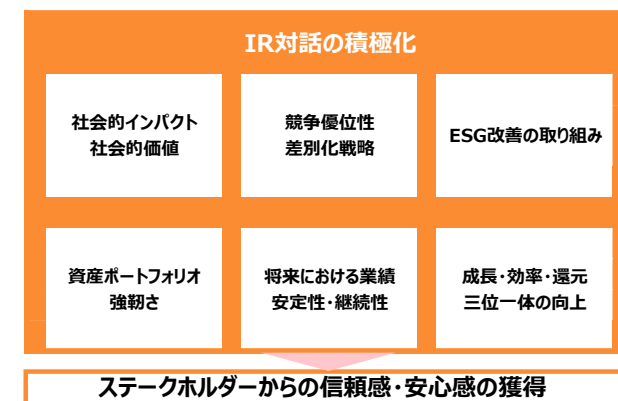 IR対話の積極化
社会的インパクト
社会的価値
競争優位性
差別化戦略
ESG改善の取り組み
資産ポートフォリオ
強靭さ
将来における業績
安定性・継続性
成長・効率・還元
三位一体の向上
ステークホルダーからの信頼感・安心感の獲得